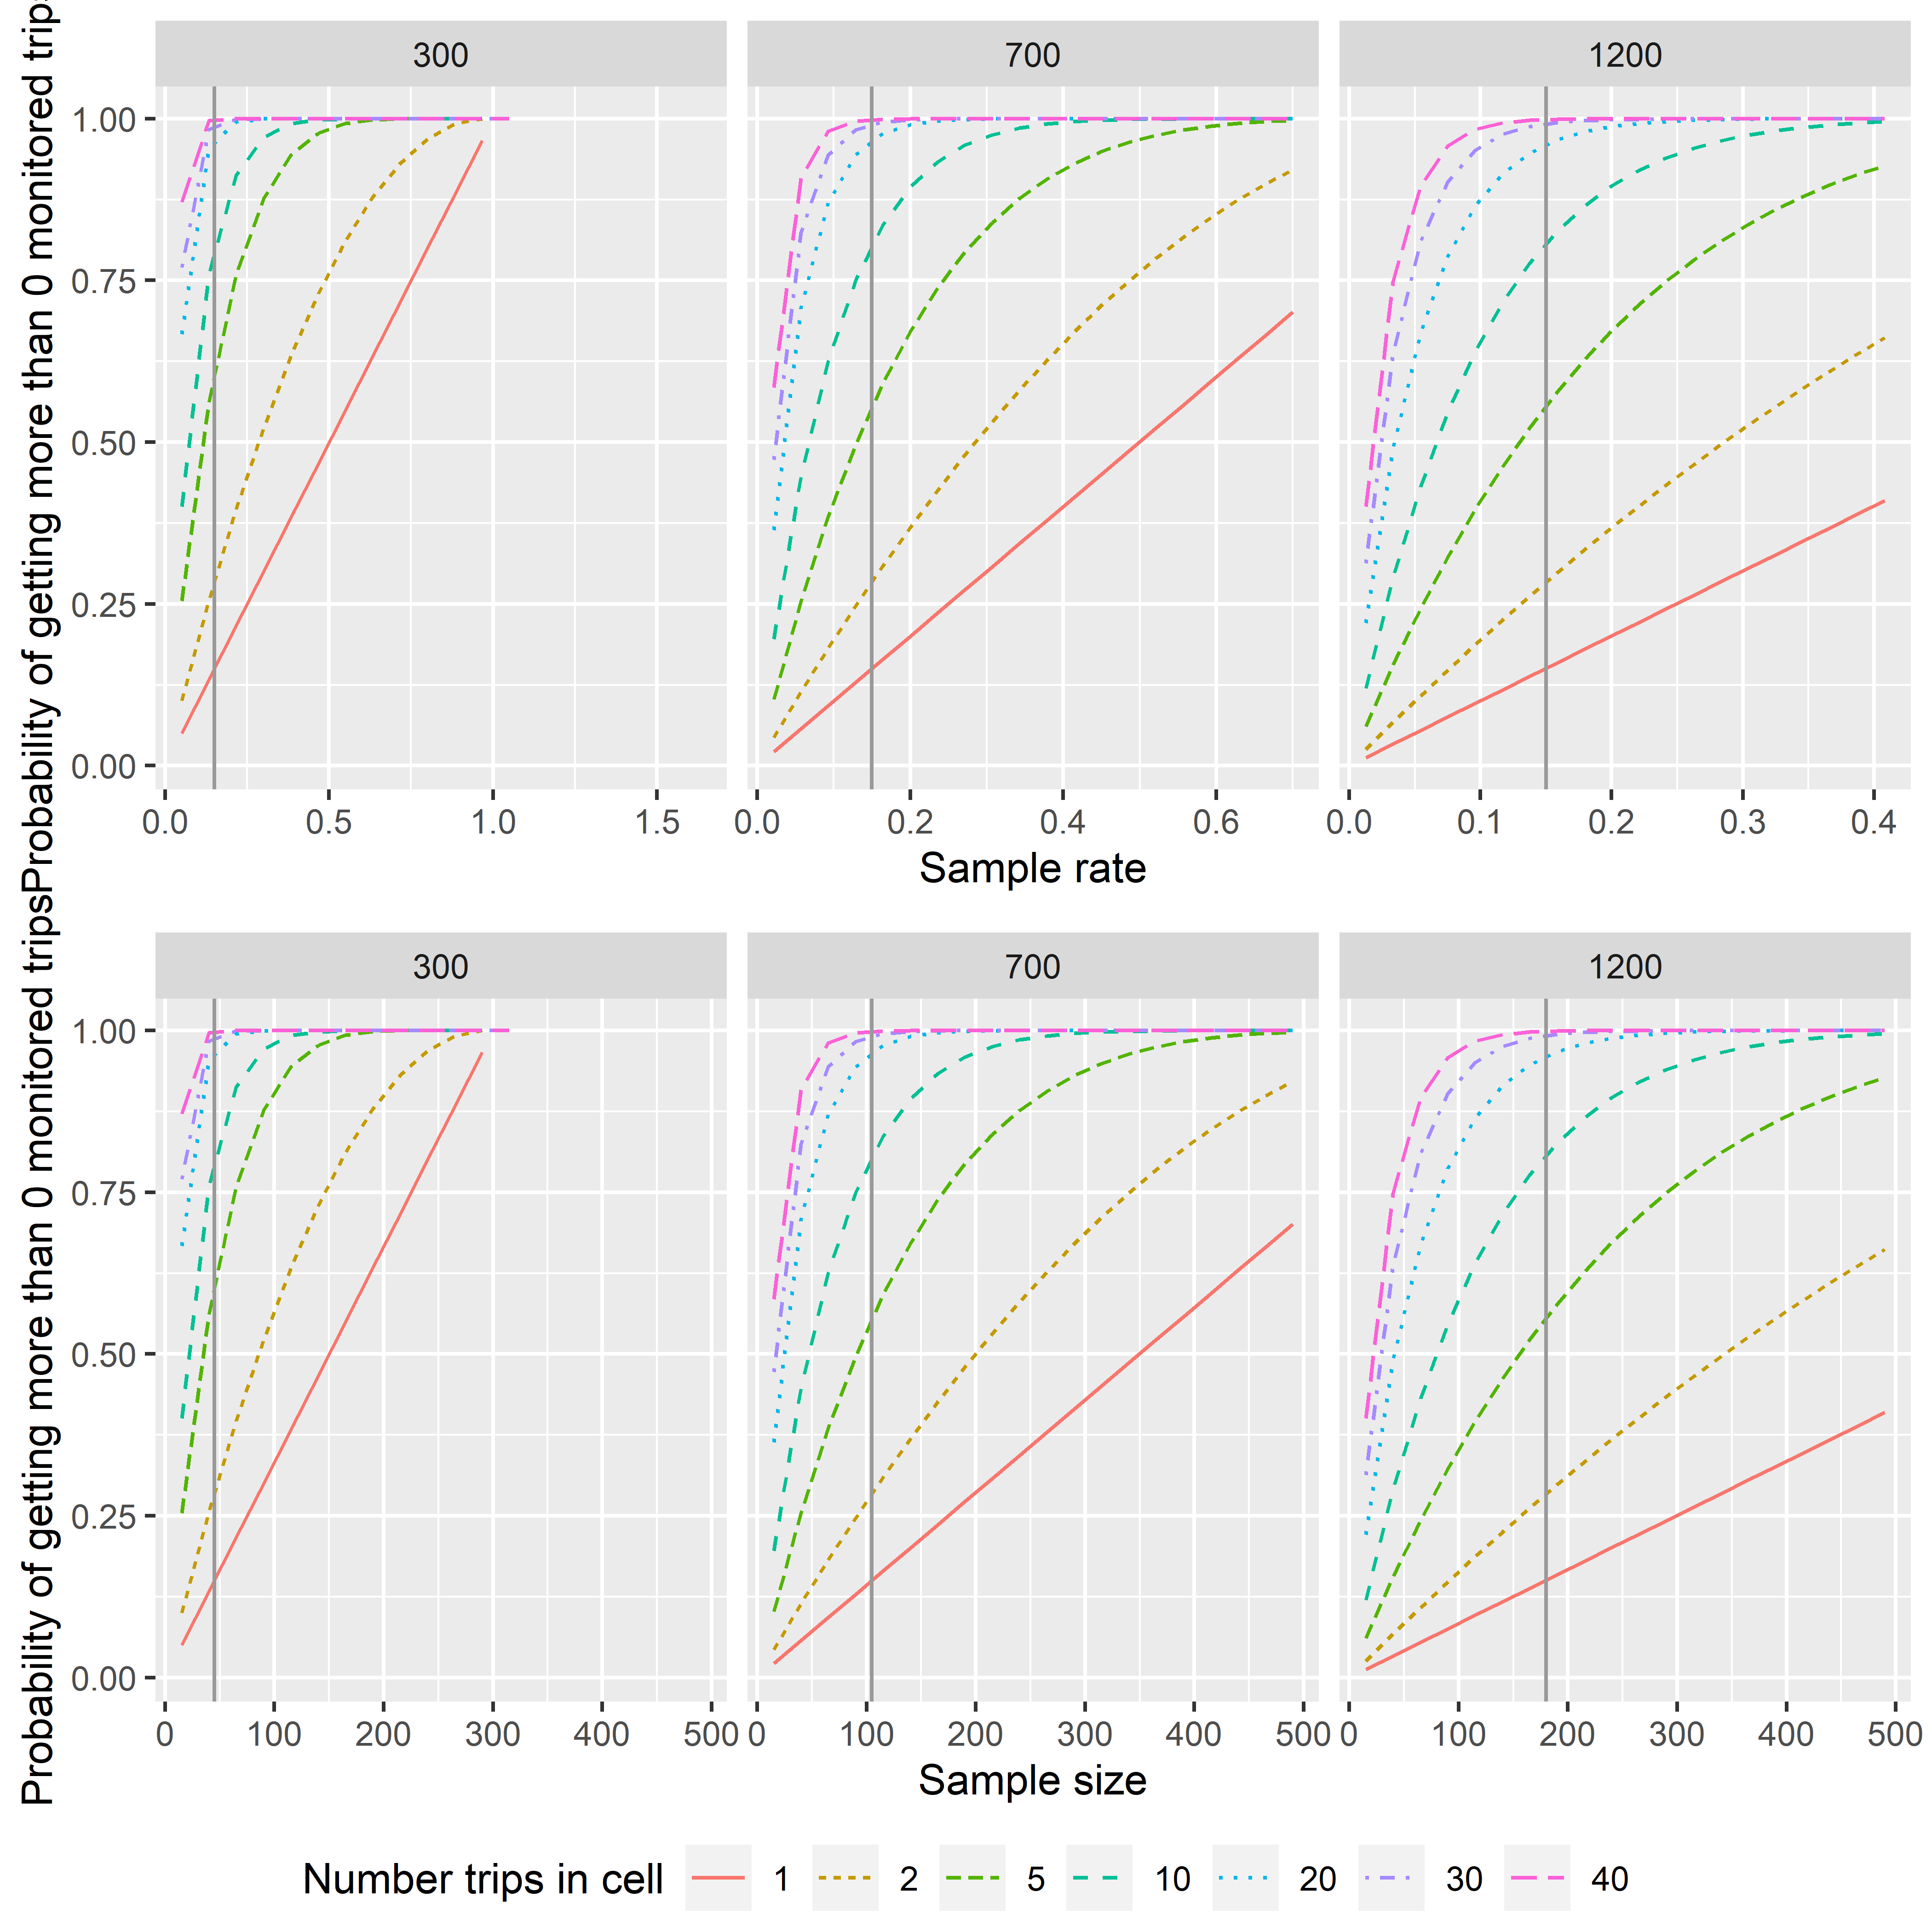 Probability of getting more than 0 monitored trips
300 700 1200
1.00
0.75
0.50
0.25
0.00
0.0 0.5 1.0 1.5 0.0 0.2 0.4 0.6 0.0 0.1 0.2 0.3 0.4
Sample rate
Probability of getting more than 0 monitored trips
300 700 1200
1.00
0.75
0.50
0.25
0.00
0 100 200 300 400 500 0 100 200 300 400 500 0 100 200 300 400 500
Sample size
Number trips in cell 1 2 5 10 20 30 40